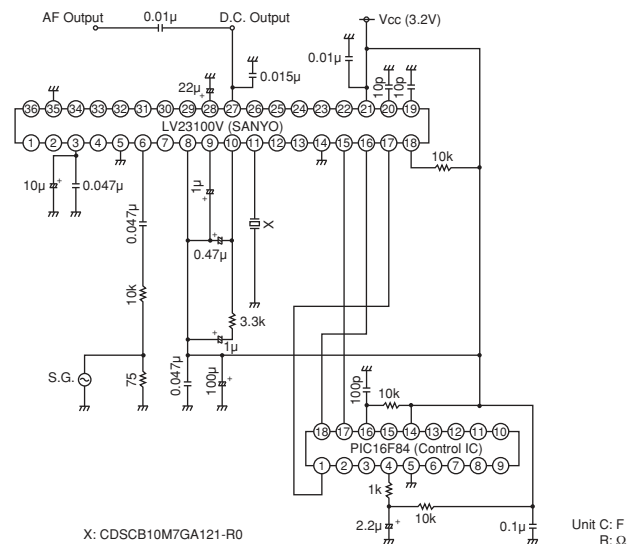 AF Output
0.01µ
D.C. Output
Vcc (3.2V)
0.01µ
0.015µ
22µ
+
10p
10p
36 35 34 33 32 31 30 29 28 27 26 25 24 23 22 21 20 19
LV23100V (SANYO)
1 2 3 4 5 6 7 8 9 10 11 12 13 14 15 16 17 18
10k
10µ
+
0.047µ
0.047µ
1µ
+
X
+
0.47µ
10k
3.3k
+
1µ
S.G.
75
0.047µ
100µ
+
100p
10k
18 17 16 15 14 13 12 11 10
PIC16F84 (Control IC)
1 2 3 4 5 6 7 8 9
1k
10k
2.2µ
+
0.1µ
X: CDSCB10M7GA121-R0
Unit C: F
R: Ω